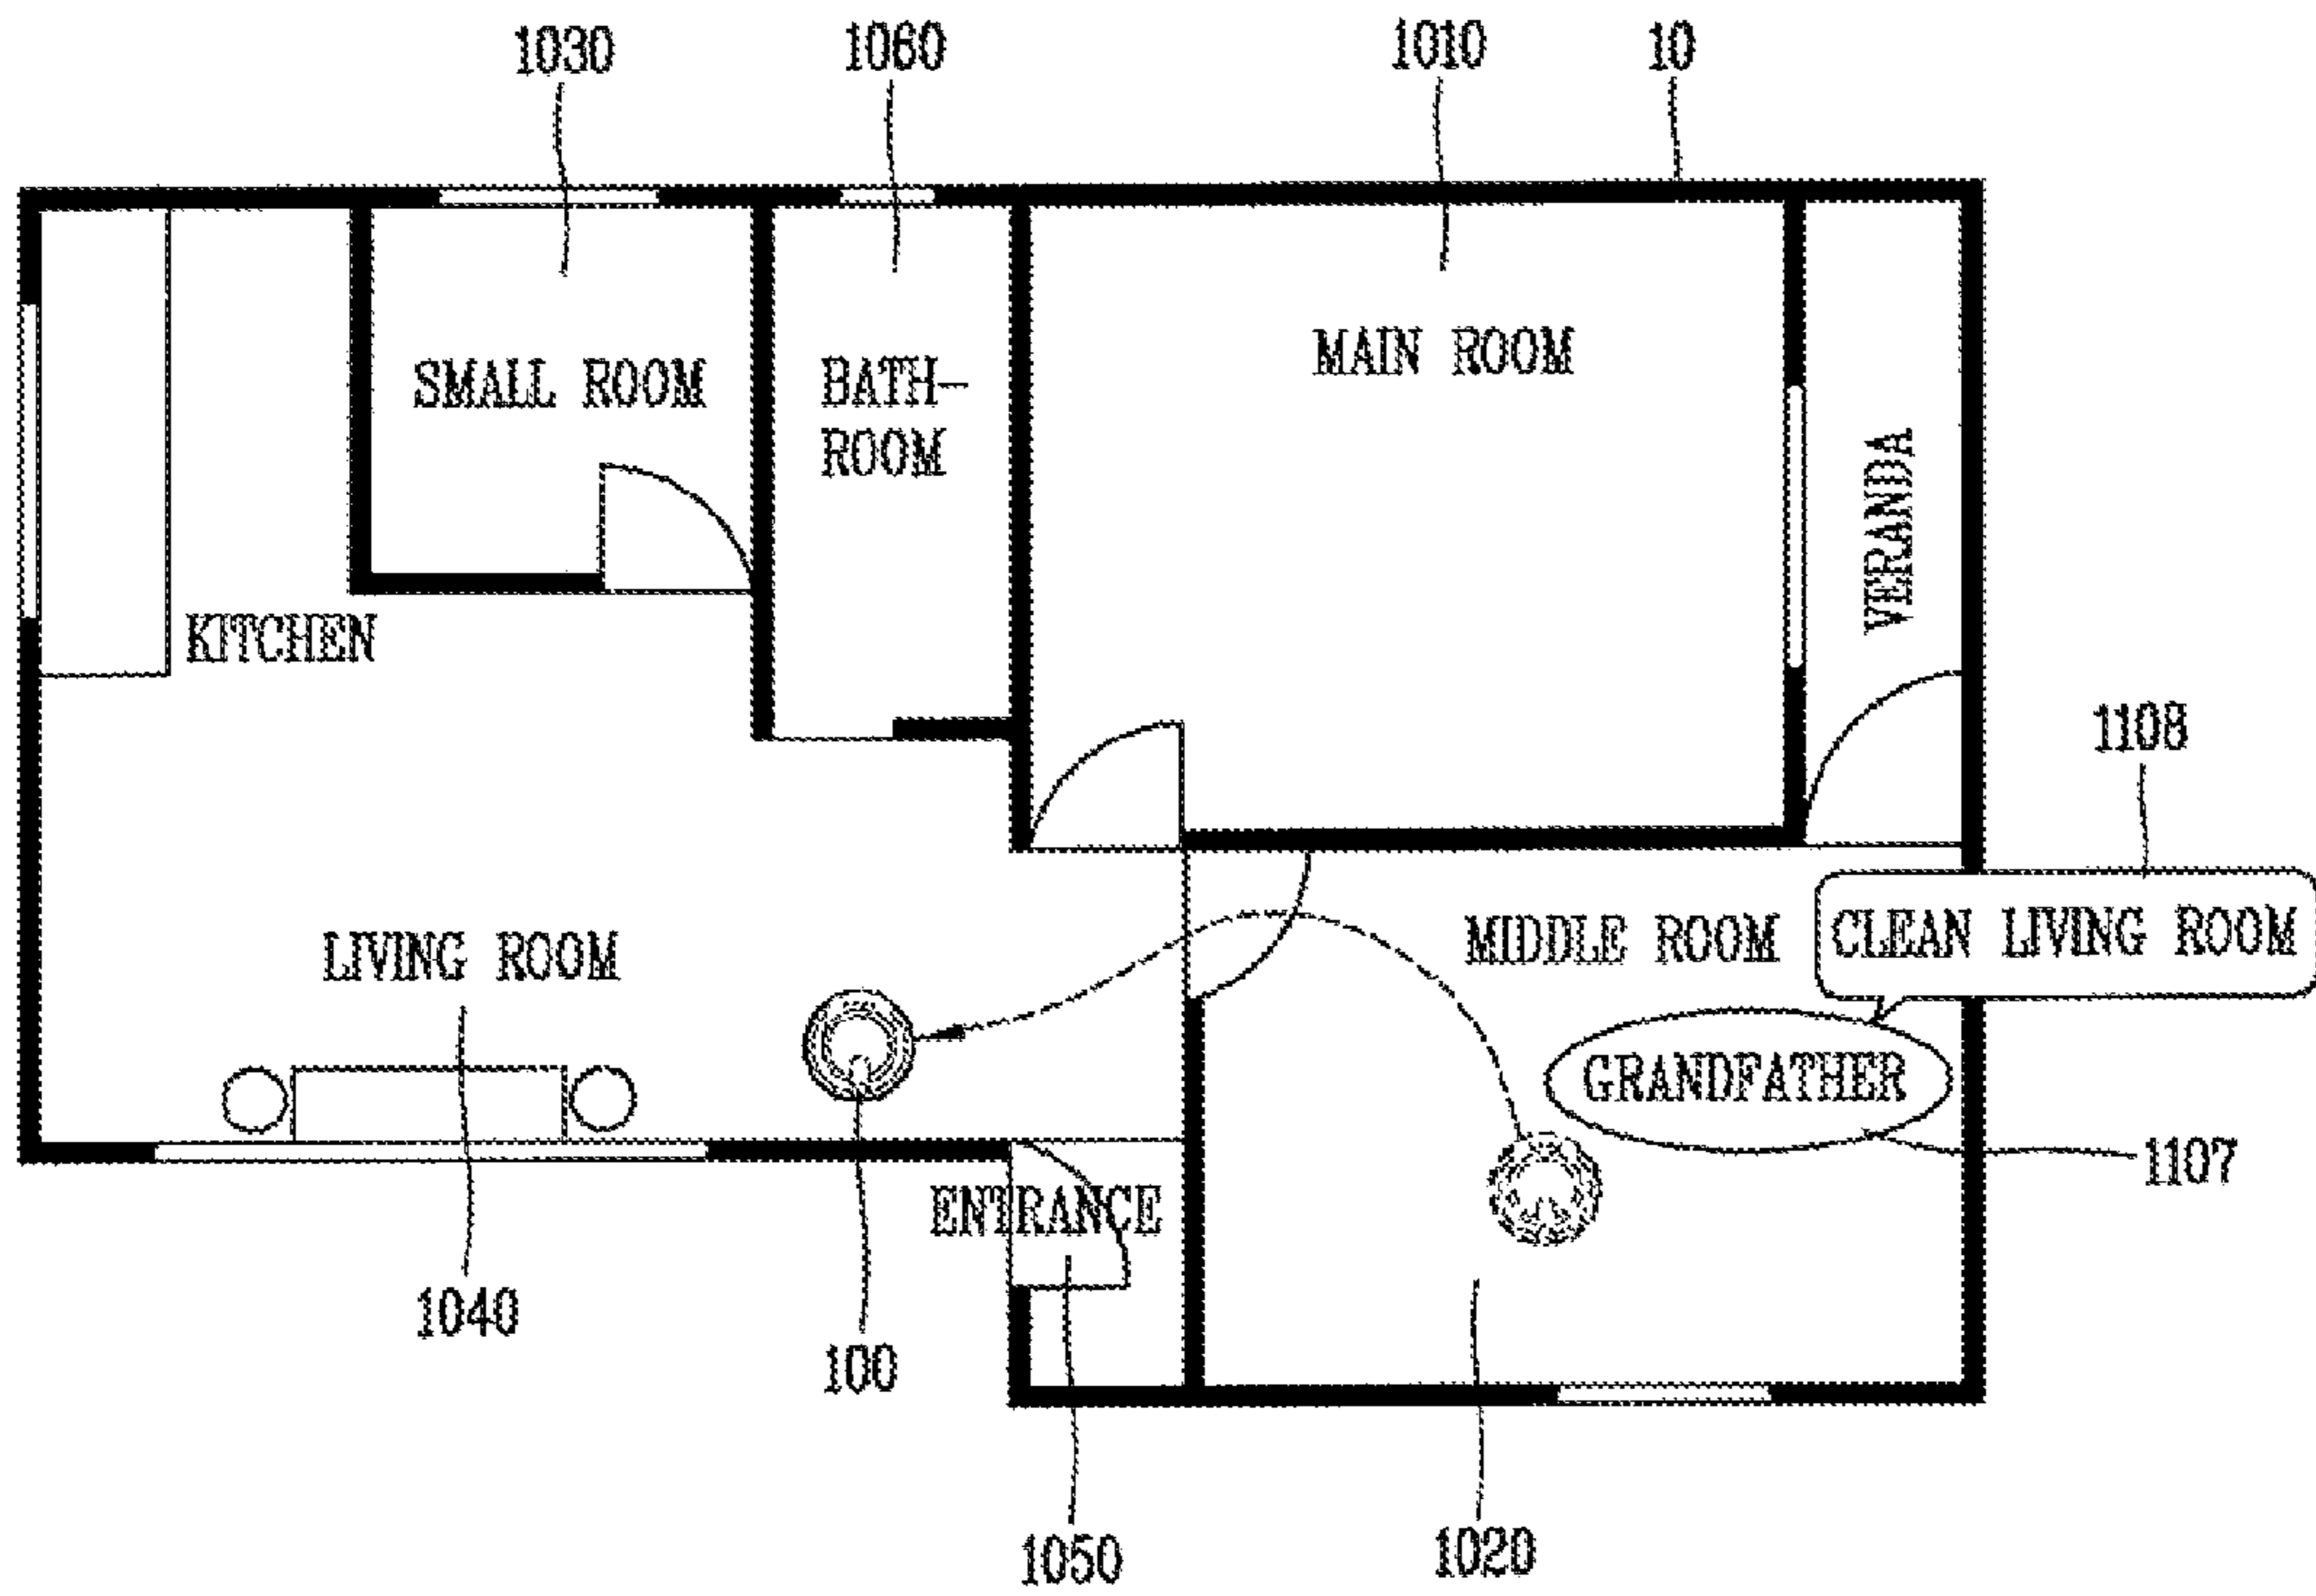 1030 1060 1010 10
MAIN ROOM
SMALL ROOM
BATH-
ROOM
VERANDA
KITCHEN
1108
LIVING ROOM
MIDDLE ROOM
CLEAN LIVING ROOM
GRANDFATHER
1107
ENTRANCE
1040
100
1050
1020